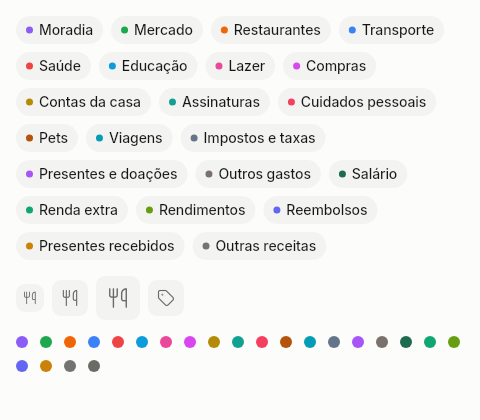 Moradia Mercado Restaurantes Transporte
Saúde Educação Lazer Compras
Contas da casa Assinaturas Cuidados pessoais
Pets Viagens Impostos e taxas
Presentes e doações Outros gastos Salário
Renda extra Rendimentos Reembolsos
Presentes recebidos Outras receitas